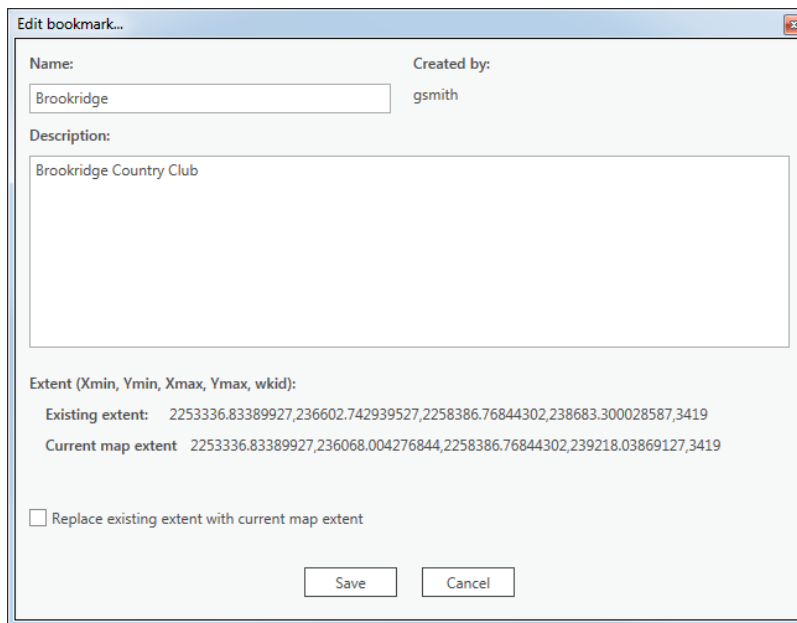 Edit bookmark...
Name:
Created by:
Brookridge
gsmith
Description:
Brookridge Country Club
Extent (Xmin, Ymin, Xmax, Ymax, wkid):
Existing extent: 2253336.83389927,236602.742939527,2258386.76844302,238683.300028587,3419
Current map extent 2253336.83389927,236068.004276844,2258386.76844302,239218.03869127,3419
Replace existing extent with current map extent
Save
Cancel